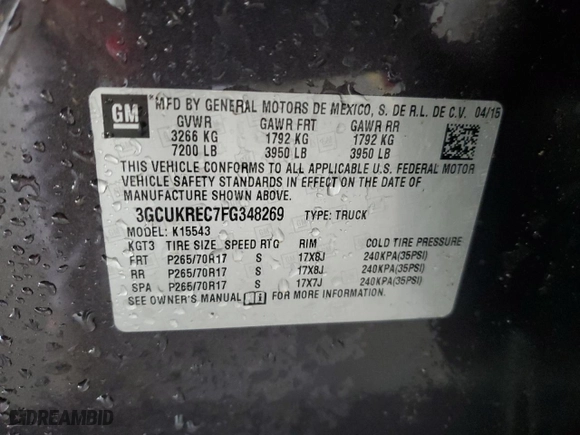 GM
MFD BY GENERAL MOTORS DE MEXICO, S. DE R.L. DE C.V. 04/15
GVWR GAWR FRT GAWR RR
3266 KG 1792 KG 1792 KG
7200 LB 3950 LB 3950 LB
THIS VEHICLE CONFORMS TO ALL APPLICABLE U.S. FEDERAL MOTOR
VEHICLE SAFETY STANDARDS IN EFFECT ON THE DATE OF
MANUFACTURE SHOWN ABOVE.
3GCUKREC7FG348269 TYPE: TRUCK
MODEL: K15543
KGT3 TIRE SIZE SPEED RTG RIM COLD TIRE PRESSURE
FRT P265/70R17 S 17X8J 240KPA(35PSI)
RR P265/70R17 S 17X8J 240KPA(35PSI)
SPA P265/70R17 S 17X7J 240KPA(35PSI)
SEE OWNER'S MANUAL FOR MORE INFORMATION.
DREAMBID